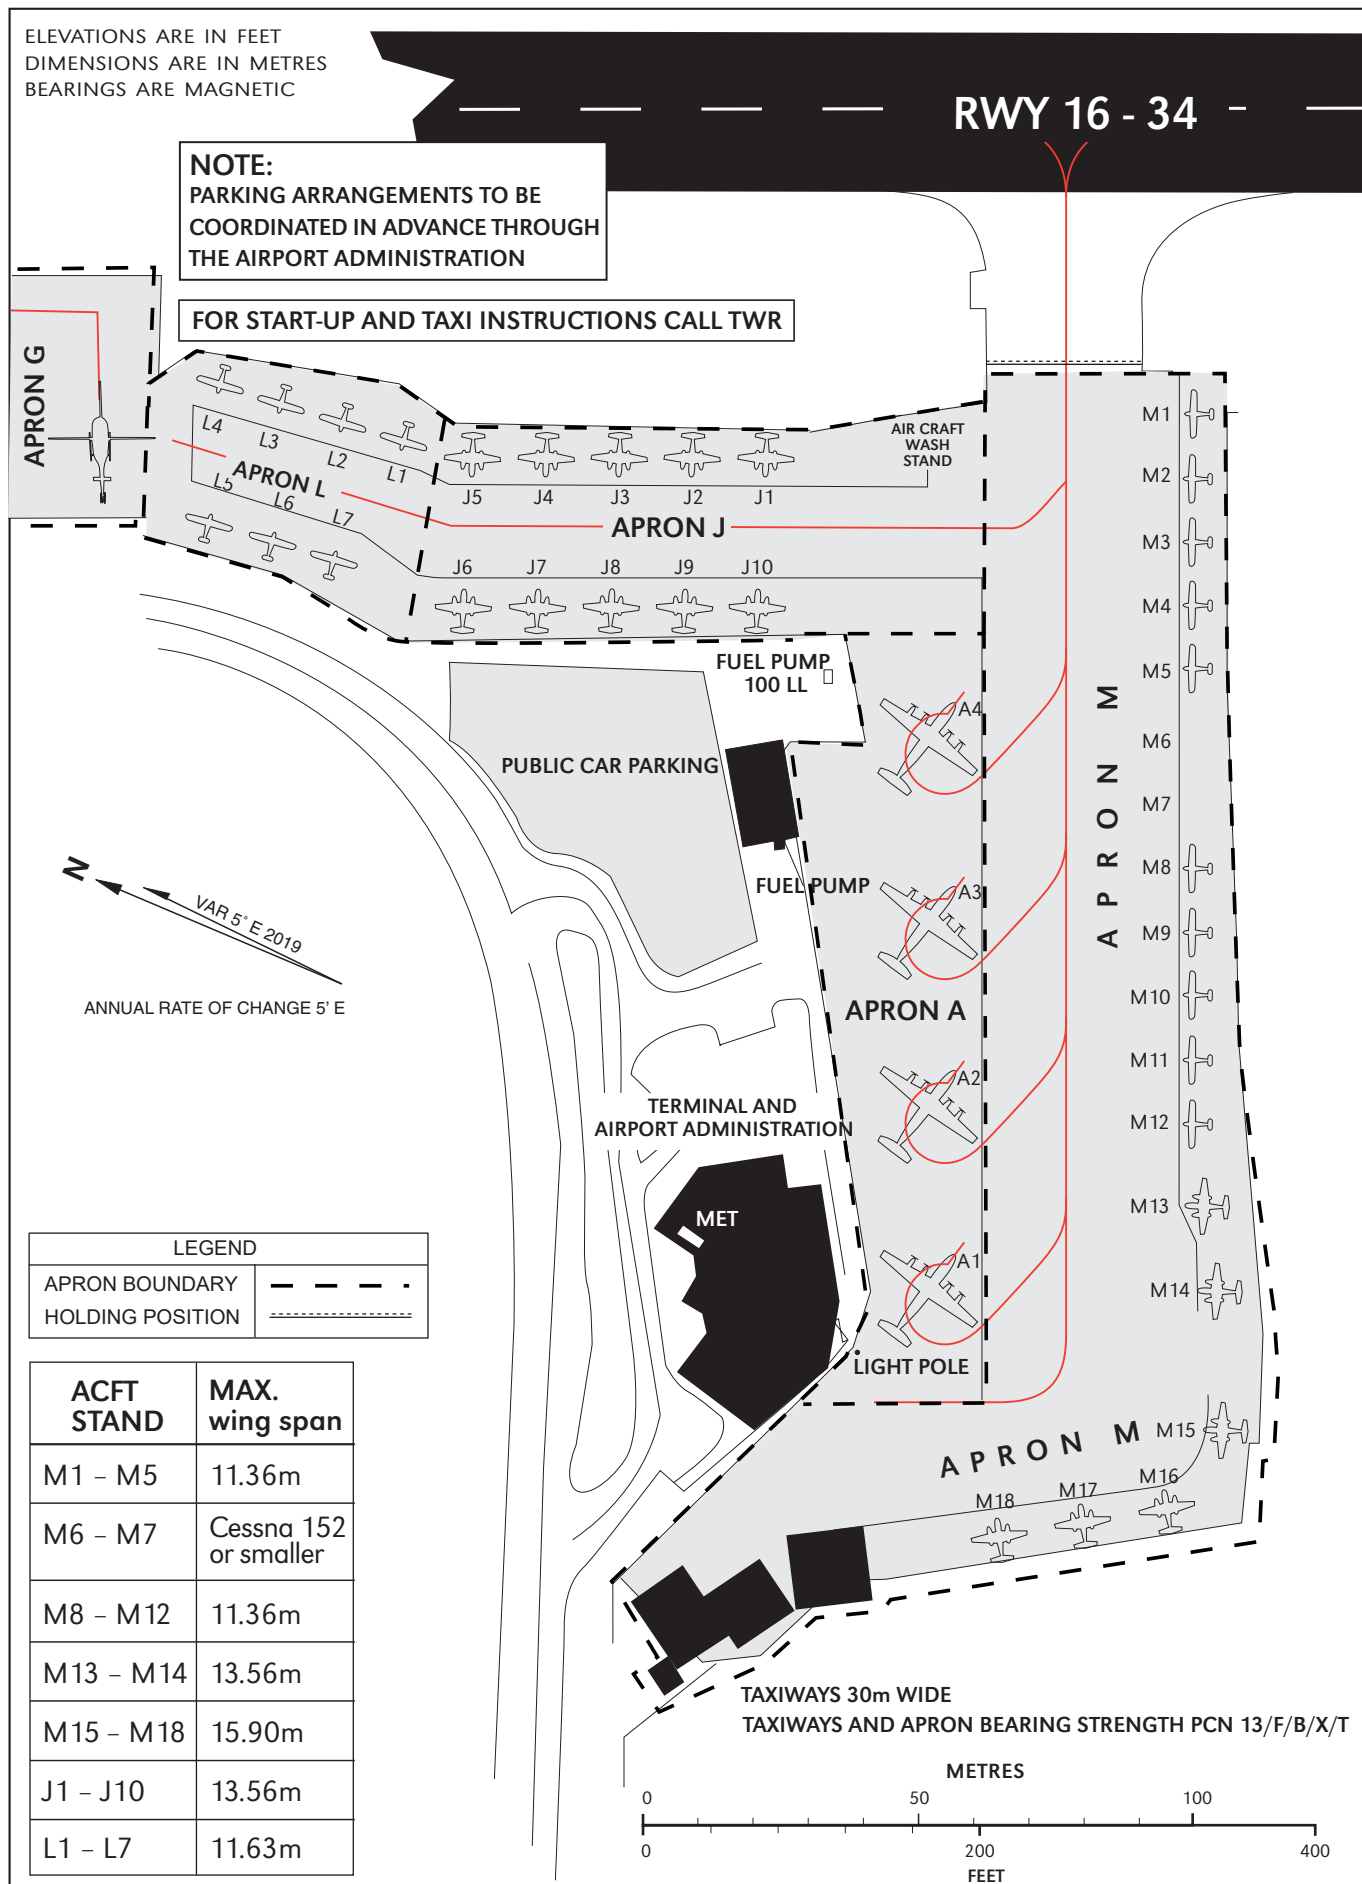 ELEVATIONS ARE IN FEET
DIMENSIONS ARE IN METRES
BEARINGS ARE MAGNETIC
RWY 16 - 34
NOTE:
PARKING ARRANGEMENTS TO BE
COORDINATED IN ADVANCE THROUGH
THE AIRPORT ADMINISTRATION
FOR START-UP AND TAXI INSTRUCTIONS CALL TWR
APRON G
L4
L3
L2
L1
APRON L
L5
L6
L7
J5
J4
J3
J2
J1
AIR CRAFT
WASH
STAND
APRON J
J6
J7
J8
J9
J10
M1
M2
M3
M4
M5
M6
M7
M8
M9
M10
M11
M12
M13
M14
M15
M16
M17
M18
APRON M
APRON M
FUEL PUMP
100 LL
PUBLIC CAR PARKING
FUEL PUMP
A4
A3
APRON A
A2
A1
LIGHT POLE
N
VAR 5° E 2019
ANNUAL RATE OF CHANGE 5' E
TERMINAL AND
AIRPORT ADMINISTRATION
MET
LEGEND
APRON BOUNDARY
HOLDING POSITION
ACFT STAND MAX. wing span
M1 – M5 11.36m
M6 – M7 Cessna 152 or smaller
M8 – M12 11.36m
M13 – M14 13.56m
M15 – M18 15.90m
J1 – J10 13.56m
L1 – L7 11.63m
TAXIWAYS 30m WIDE
TAXIWAYS AND APRON BEARING STRENGTH PCN 13/F/B/X/T
METRES
0 50 100
0 200 400
FEET